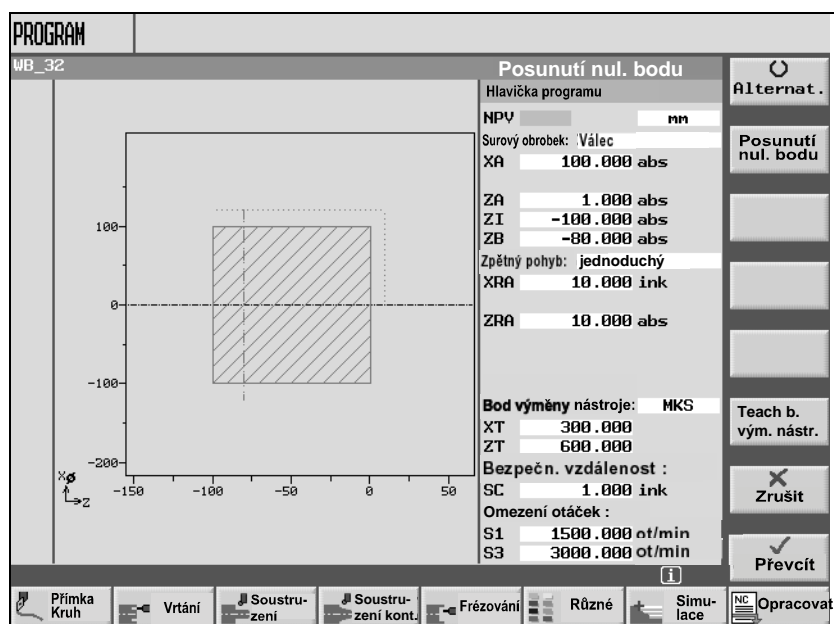 PROGRAM
WB_32
Posunutí nul. bodu
Hlavička programu
NPV mm
Surový obrobek: Válec
XA 100.000 abs
ZA 1.000 abs
ZI -100.000 abs
ZB -80.000 abs
Zpětný pohyb: jednoduchý
XRA 10.000 ink
ZRA 10.000 abs
Bod výměny nástroje: MKS
XT 300.000
ZT 600.000
Bezpečn. vzdálenost :
SC 1.000 ink
Omezení otáček :
S1 1500.000 ot/min
S3 3000.000 ot/min
i
100
0
-100
-200
-150 -100 -50 0 50
Xø
Z
Alternat.
Posunutí
nul. bodu
Teach b.
vým. nástr.
Zrušit
Převcít
Přímka
Kruh
Vrtání
Soustru-
zení
Soustru-
zení kont.
Frézování
Různé
Simu-
lace
NC
Opracovat